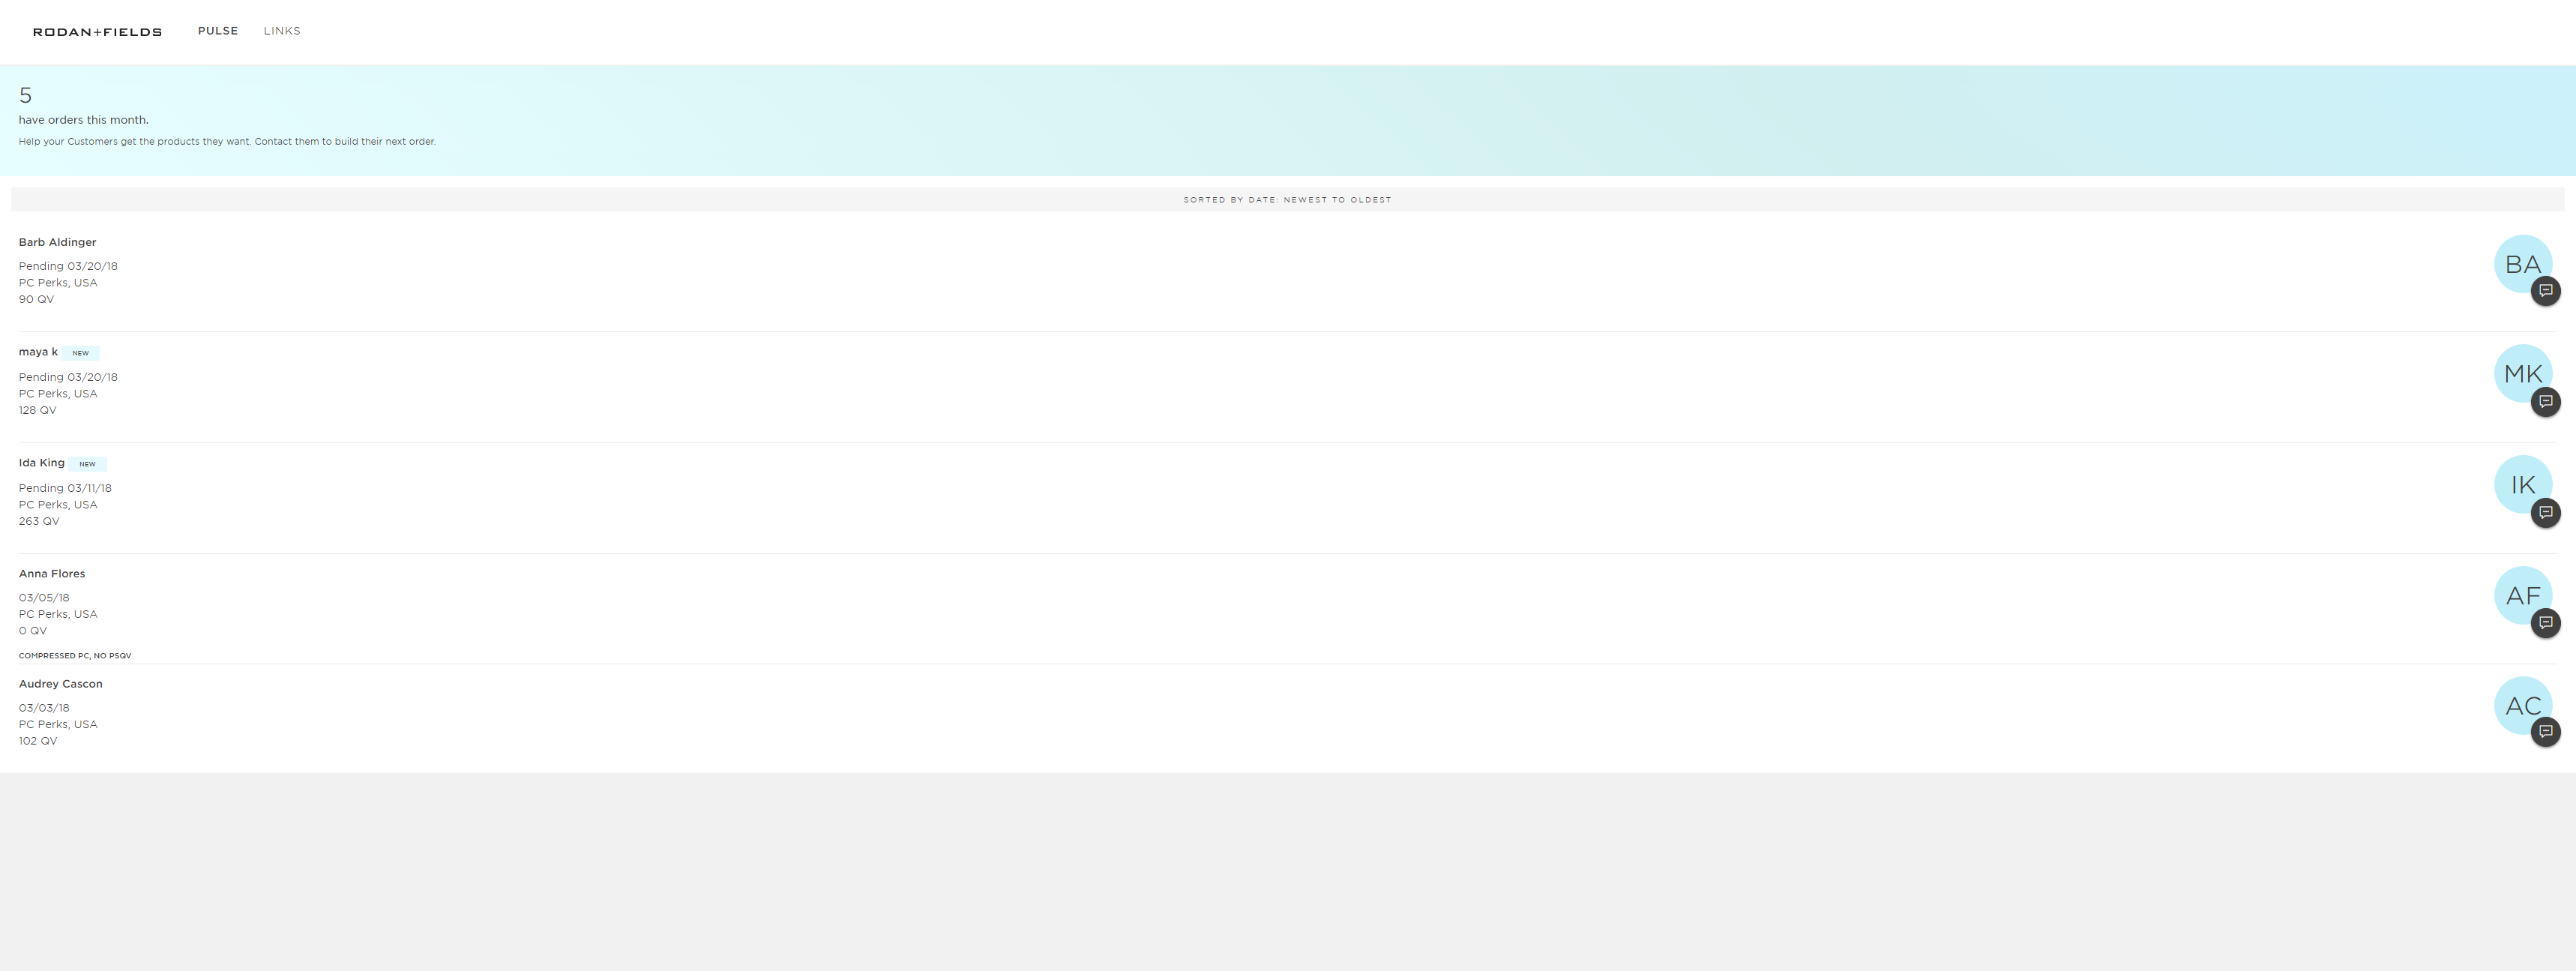 RODAN+FIELDS PULSE LINKS
5
have orders this month.
Help your Customers get the products they want. Contact them to build their next order.
SORTED BY DATE: NEWEST TO OLDEST
Barb Aldinger
Pending 03/20/18
PC Perks, USA
90 QV
BA
maya k NEW
Pending 03/20/18
PC Perks, USA
128 QV
MK
Ida King NEW
Pending 03/11/18
PC Perks, USA
263 QV
IK
Anna Flores
03/05/18
PC Perks, USA
0 QV
COMPRESSED PC, NO PSQV
AF
Audrey Cascon
03/03/18
PC Perks, USA
102 QV
AC